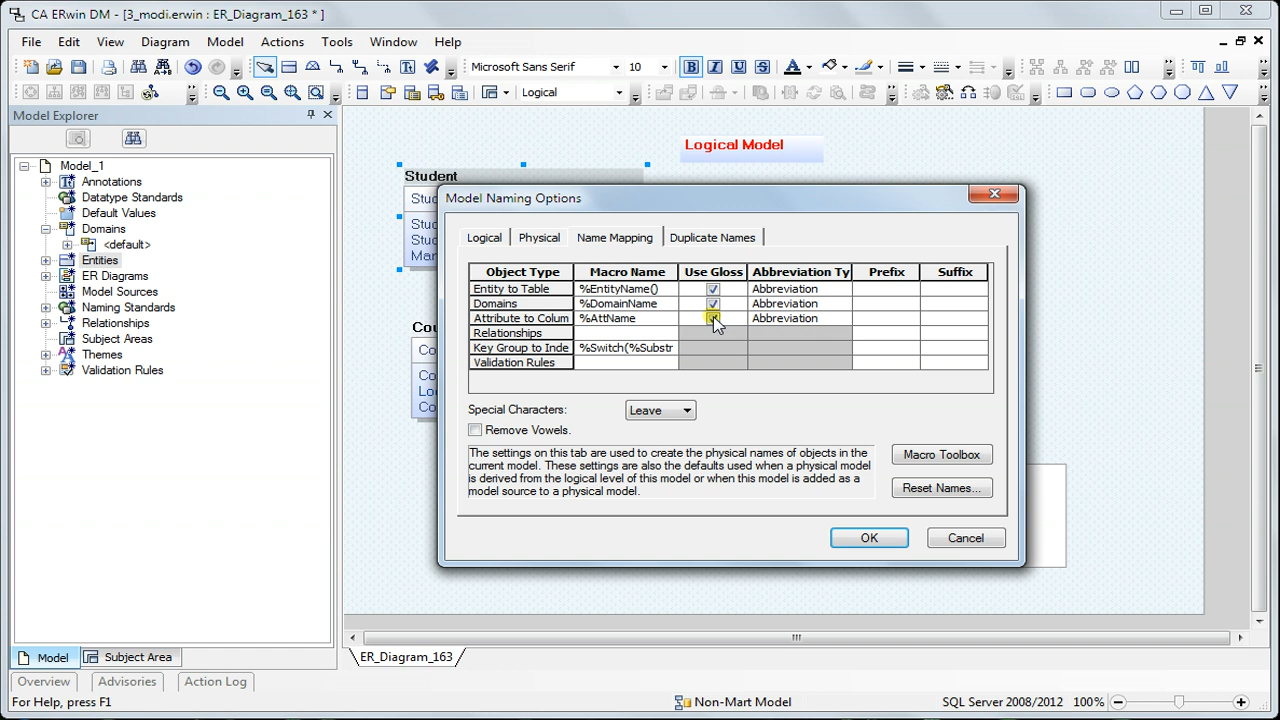 CA ERwin DM - [3_modi.erwin : ER_Diagram_163 * ]
File Edit View Diagram Model Actions Tools Window Help
Microsoft Sans Serif 10 B I U S A
Logical
Model Explorer
Model_1
Annotations
Datatype Standards
Default Values
Domains
<default>
Entities
ER Diagrams
Model Sources
Naming Standards
Relationships
Subject Areas
Themes
Validation Rules
Model Subject Area
Logical Model
Student
Model Naming Options
Logical Physical Name Mapping Duplicate Names
Object Type Macro Name Use Gloss Abbreviation Ty Prefix Suffix
Entity to Table %EntityName() Abbreviation
Domains %DomainName Abbreviation
Attribute to Colum %AttName Abbreviation
Relationships
Key Group to Inde %Switch(%Substr
Validation Rules
Special Characters: Leave
Remove Vowels.
The settings on this tab are used to create the physical names of objects in the
current model. These settings are also the defaults used when a physical model
is derived from the logical level of this model or when this model is added as a
model source to a physical model.
Macro Toolbox
Reset Names...
OK Cancel
ER_Diagram_163
Overview Advisories Action Log
For Help, press F1 Non-Mart Model SQL Server 2008/2012 100%